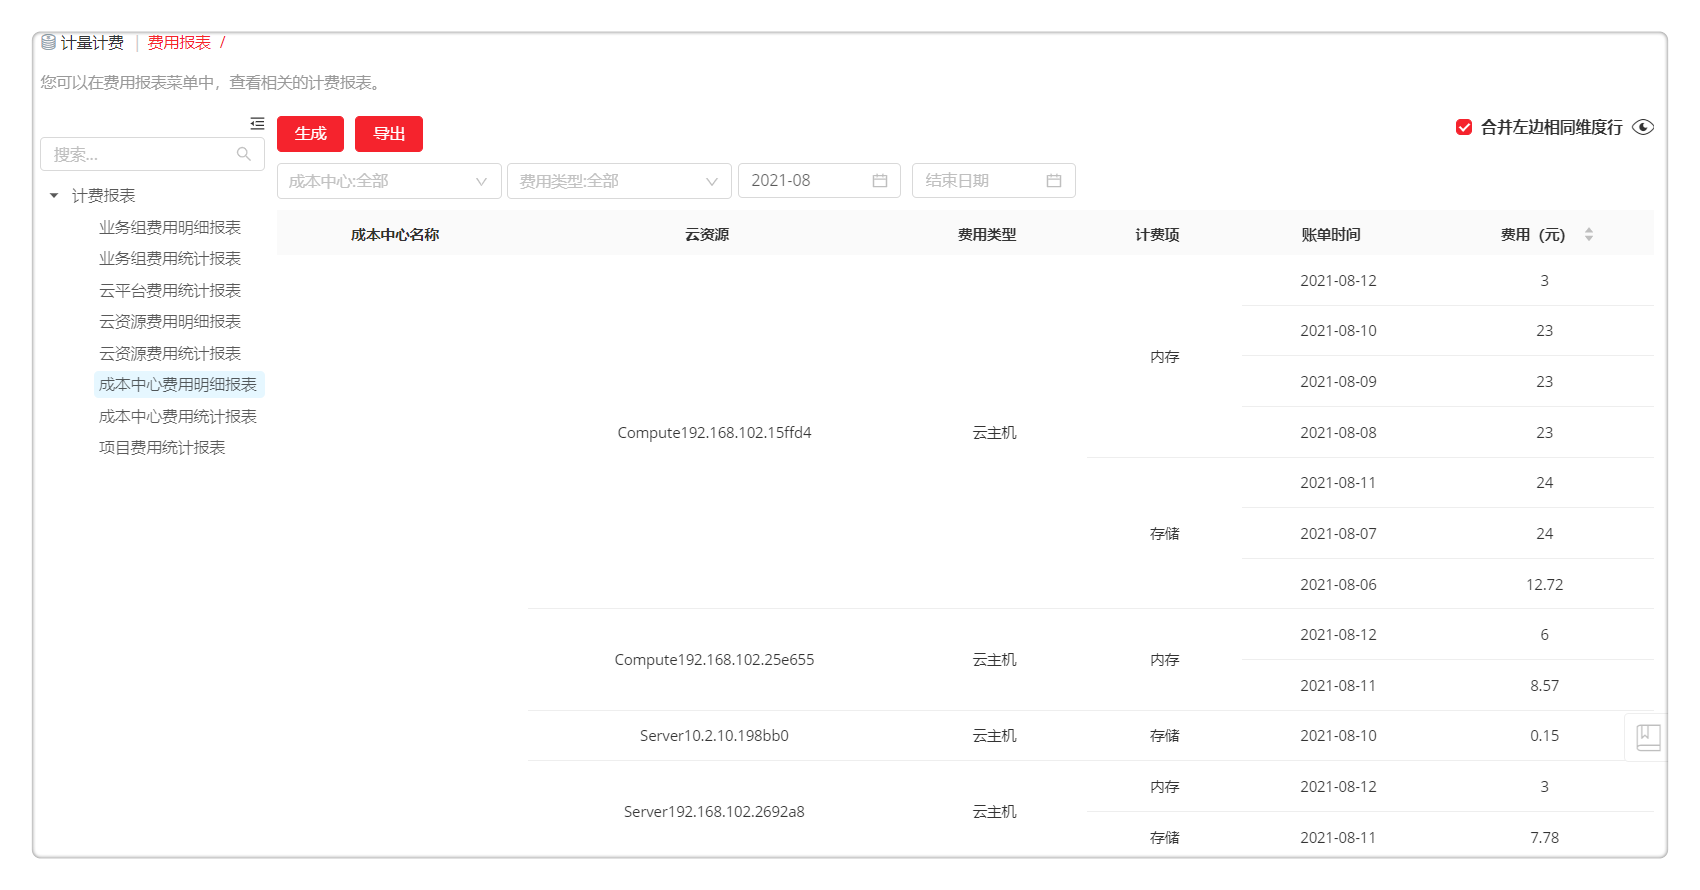 计量计费 | 费用报表 /
您可以在费用报表菜单中，查看相关的计费报表。
生成 导出
合并左边相同维度行
搜索...
成本中心:全部 费用类型:全部 2021-08 结束日期
计费报表
业务组费用明细报表
业务组费用统计报表
云平台费用统计报表
云资源费用明细报表
云资源费用统计报表
成本中心费用明细报表
成本中心费用统计报表
项目费用统计报表
成本中心名称 云资源 费用类型 计费项 账单时间 费用（元）
2021-08-12 3
2021-08-10 23
内存
2021-08-09 23
Compute192.168.102.15ffd4 云主机 2021-08-08 23
2021-08-11 24
存储 2021-08-07 24
2021-08-06 12.72
2021-08-12 6
Compute192.168.102.25e655 云主机 内存
2021-08-11 8.57
Server10.2.10.198bb0 云主机 存储 2021-08-10 0.15
内存 2021-08-12 3
Server192.168.102.2692a8 云主机
存储 2021-08-11 7.78